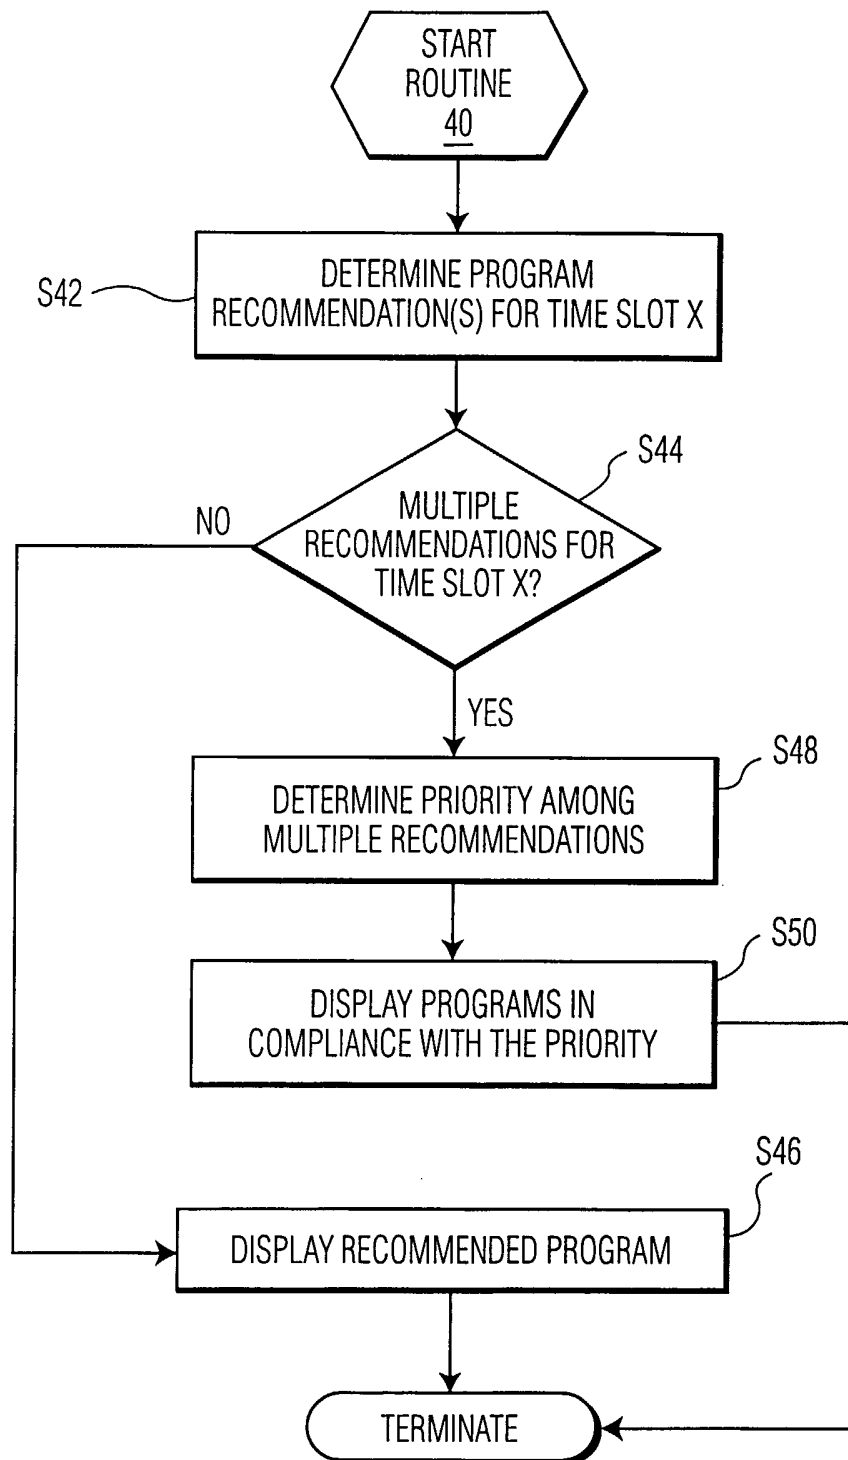 START
ROUTINE
40
S42
DETERMINE PROGRAM
RECOMMENDATION(S) FOR TIME SLOT X
S44
NO
MULTIPLE
RECOMMENDATIONS FOR
TIME SLOT X?
YES
S48
DETERMINE PRIORITY AMONG
MULTIPLE RECOMMENDATIONS
S50
DISPLAY PROGRAMS IN
COMPLIANCE WITH THE PRIORITY
S46
DISPLAY RECOMMENDED PROGRAM
TERMINATE